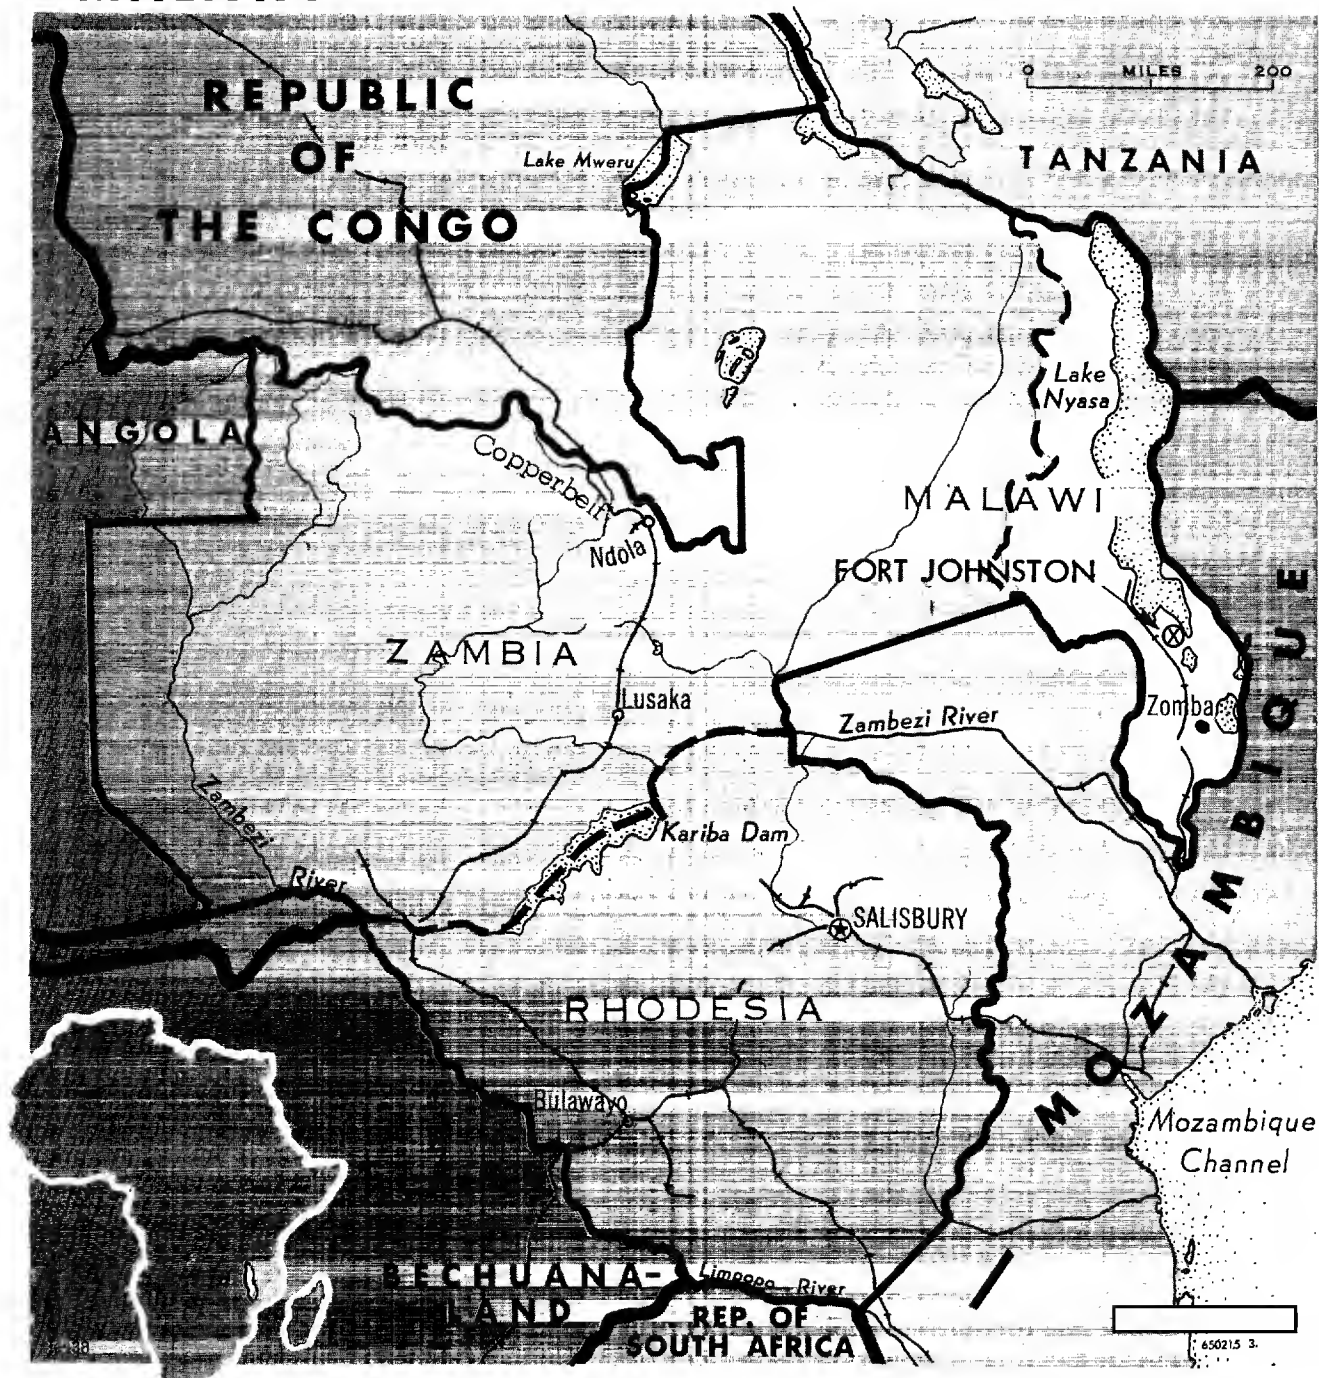 REPUBLIC
OF
THE CONGO
Lake Mweru
0 MILES 200
TANZANIA
ANGOLA
Copperbelt
Ndola
Lake
Nyasa
MALAWI
FORT JOHNSTON
ZAMBIA
Lusaka
Zomba
Zambezi River
Zambezi
River
Kariba Dam
SALISBURY
RHODESIA
Bulawayo
MOZAMBIQUE
Mozambique
Channel
BECHUANA-
LAND
Limpopo River
REP. OF
SOUTH AFRICA
650215 3.